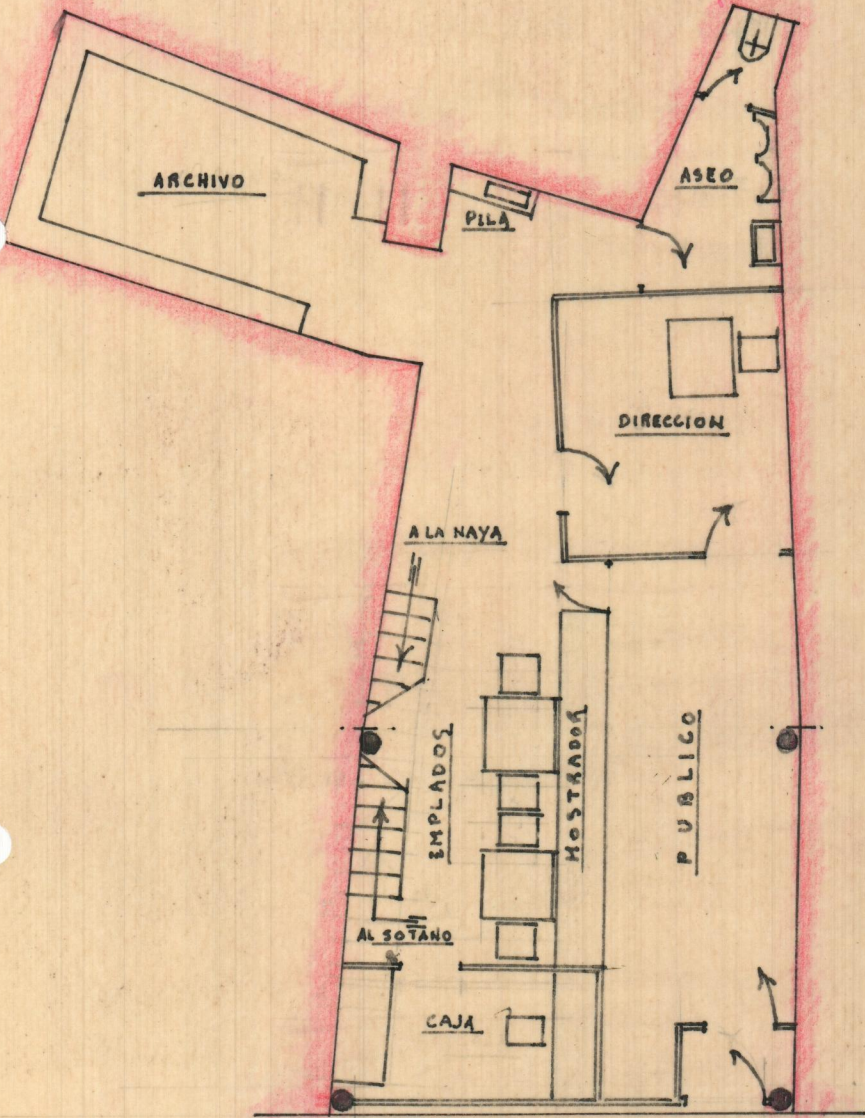 ARCHIVO
ASEO
PILA
DIRECCION
A LA NAYA
EMPLADOS
MOSTRADOR
PUBLICO
AL SOTANO
CAJA